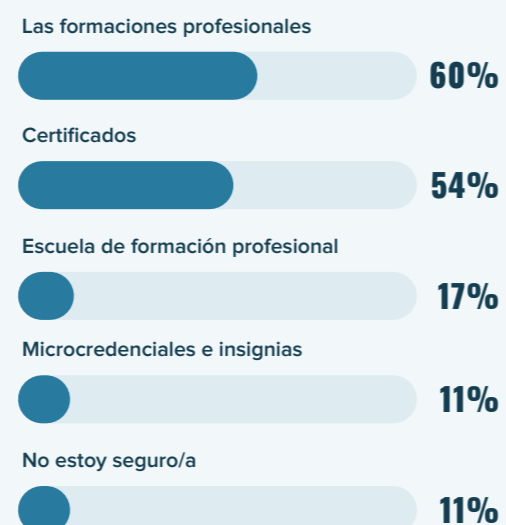 Las formaciones profesionales
60%
Certificados
54%
Escuela de formación profesional
17%
Microcredenciales e insignias
11%
No estoy seguro/a
11%